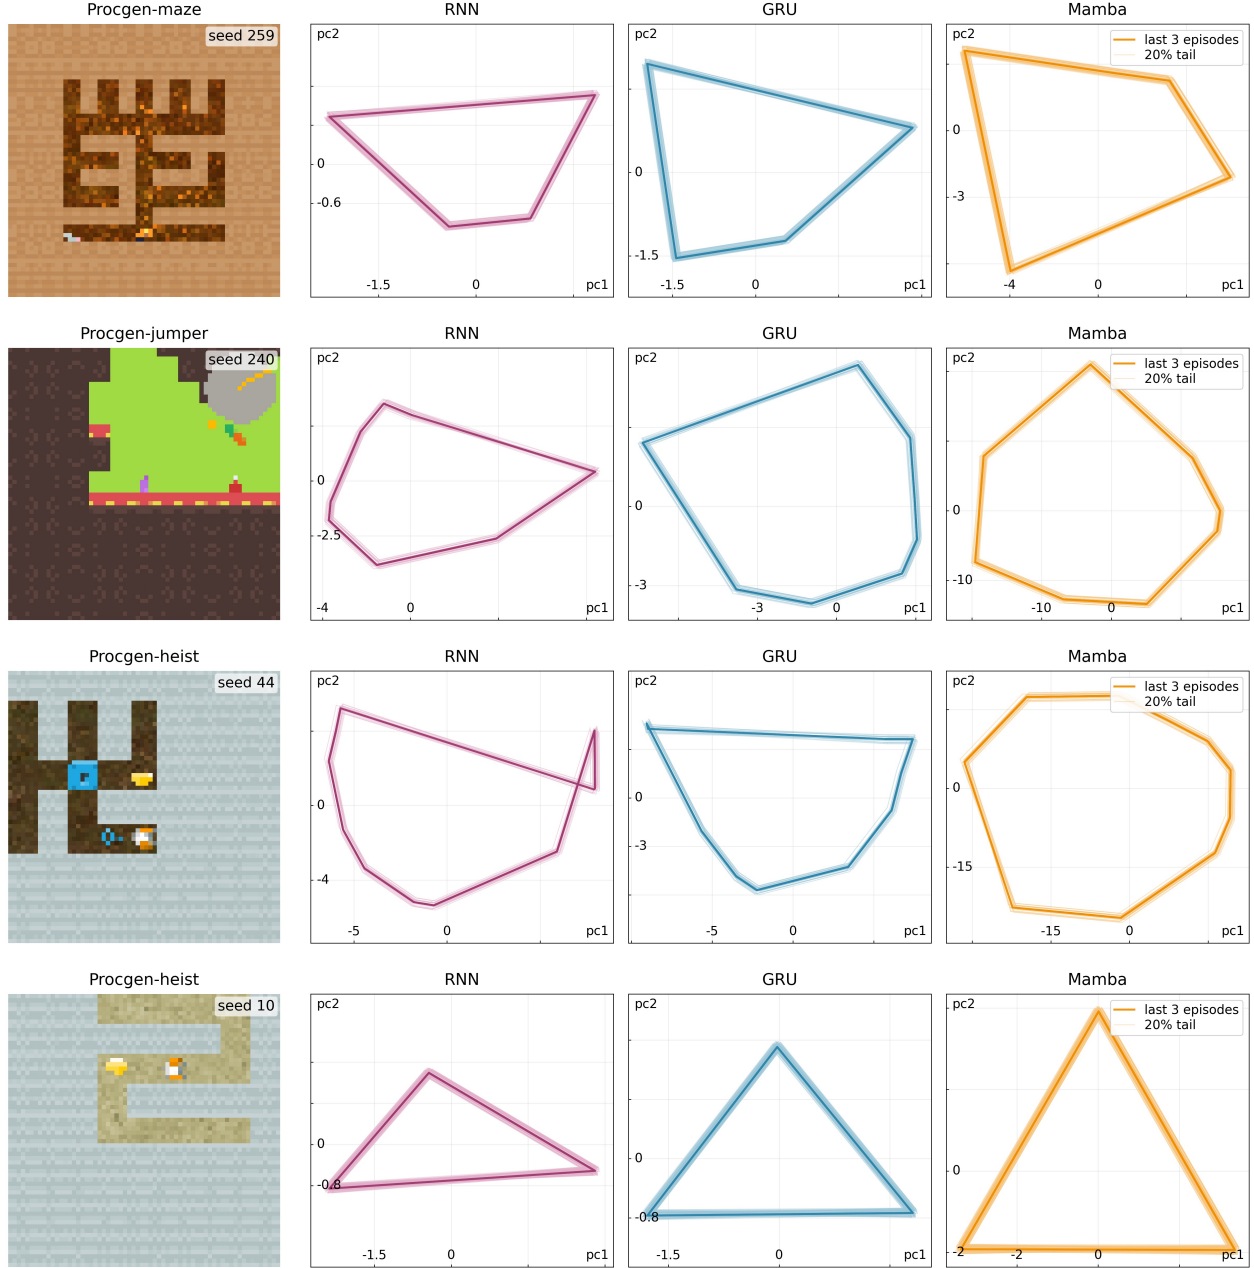 Procgen-maze
RNN
GRU
Mamba
seed 259
pc2
0
-0.6
-1.5
0
pc1
pc2
0
-1.5
-1.5
0
pc1
pc2
last 3 episodes
20% tail
0
-3
-4
0
pc1
Procgen-jumper
RNN
GRU
Mamba
seed 240
pc2
0
-2.5
-4
0
pc1
pc2
0
-3
-3
0
pc1
pc2
last 3 episodes
20% tail
0
-10
-10
0
pc1
Procgen-heist
RNN
GRU
Mamba
seed 44
pc2
0
-4
-5
0
pc1
pc2
0
-3
-5
0
pc1
pc2
last 3 episodes
20% tail
0
-15
-15
0
pc1
Procgen-heist
RNN
GRU
Mamba
seed 10
pc2
0
-0.8
-1.5
0
pc1
pc2
0
-0.8
-1.5
0
pc1
pc2
last 3 episodes
20% tail
0
-2
-2
0
pc1